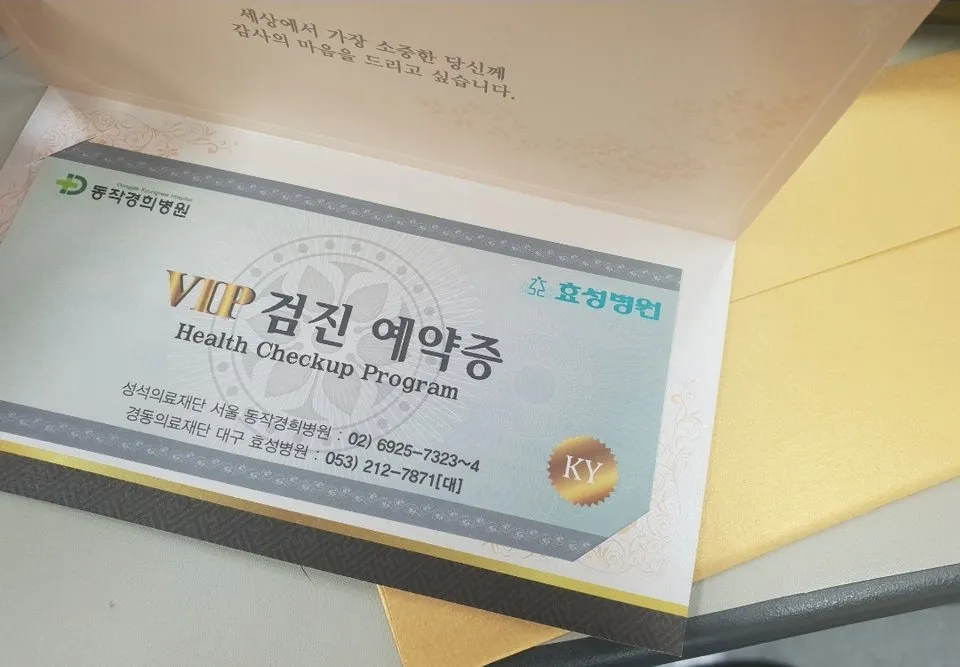 세상에서 가장 소중한 당신께
감사의 마음을 드리고 싶습니다.
Dongjak Kyunghee Hospital
동작경희병원
효성병원
VIP 검진 예약증
Health Checkup Program
성석의료재단 서울 동작경희병원 : 02) 6925-7323~4
경동의료재단 대구 효성병원 : 053) 212-7871[대]
KY